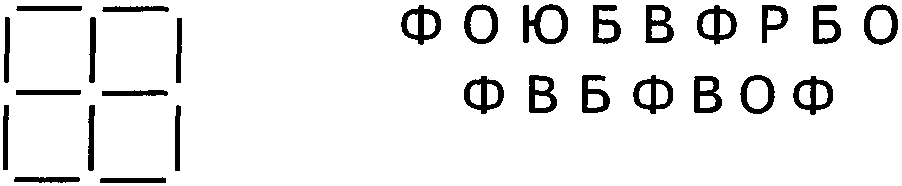 Ф О Ю Б В Ф Р Б О
Ф В Б Ф В О Ф